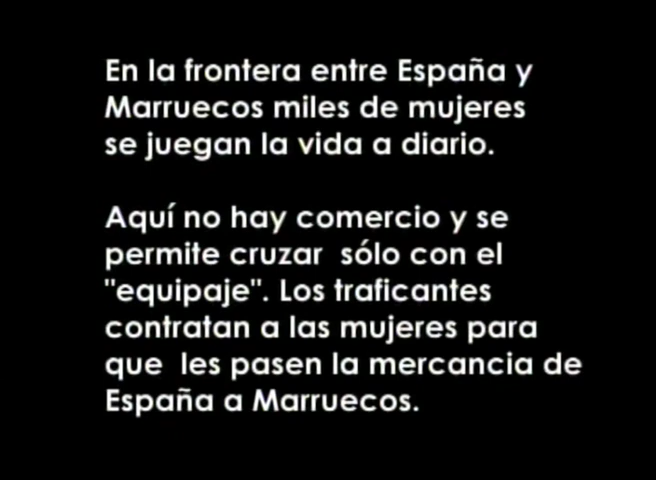 En la frontera entre España y
Marruecos miles de mujeres
se juegan la vida a diario.
Aquí no hay comercio y se
permite cruzar sólo con el
"equipaje". Los traficantes
contratan a las mujeres para
que les pasen la mercancia de
España a Marruecos.